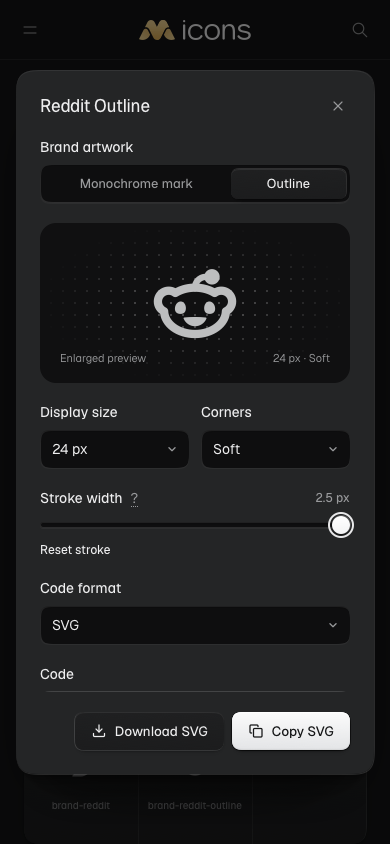 icons
Reddit Outline
Brand artwork
Monochrome mark
Outline
Enlarged preview
24 px · Soft
Display size
Corners
24 px
Soft
Stroke width ?
2.5 px
Reset stroke
Code format
SVG
Code
Download SVG
Copy SVG
brand-reddit
brand-reddit-outline